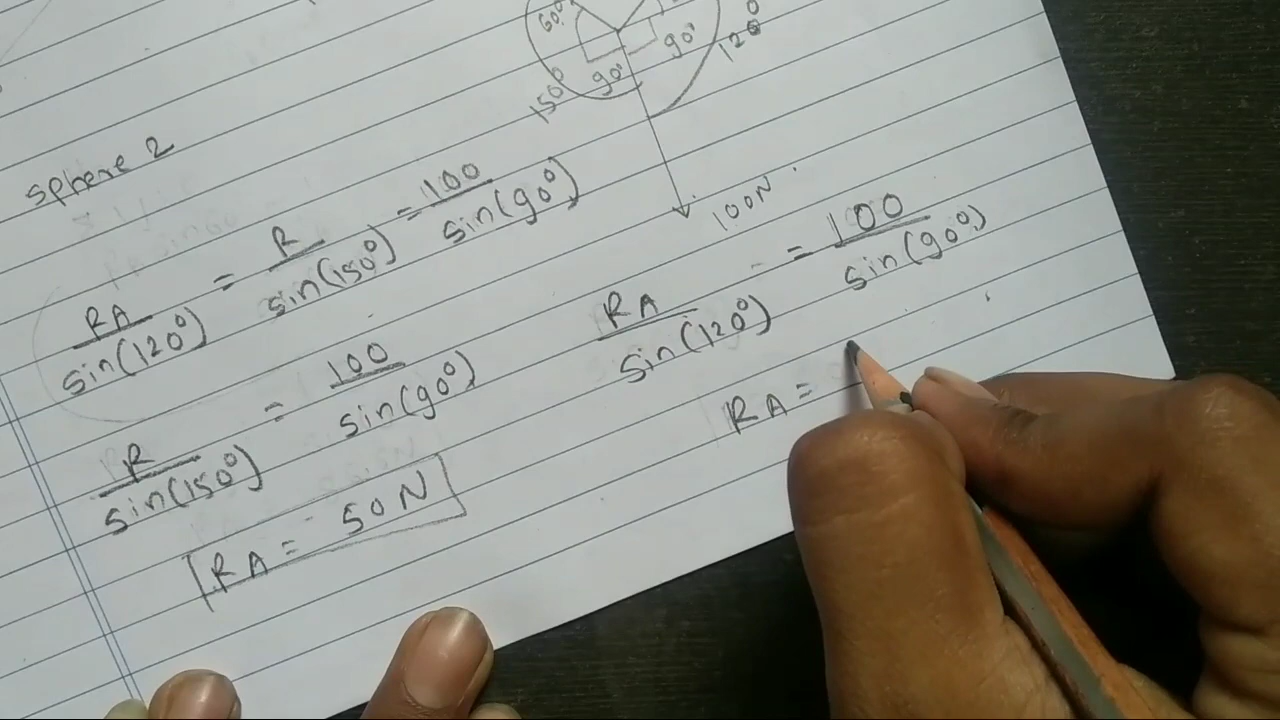 60°
90°
90°
120
150°
100N
sphere 2
RA / sin(120°) = R / sin(150°) = 100 / sin(90°)
R / sin(150°) = 100 / sin(90°)
RA = 50N
RA / sin(120°) = 100 / sin(90°)
RA =